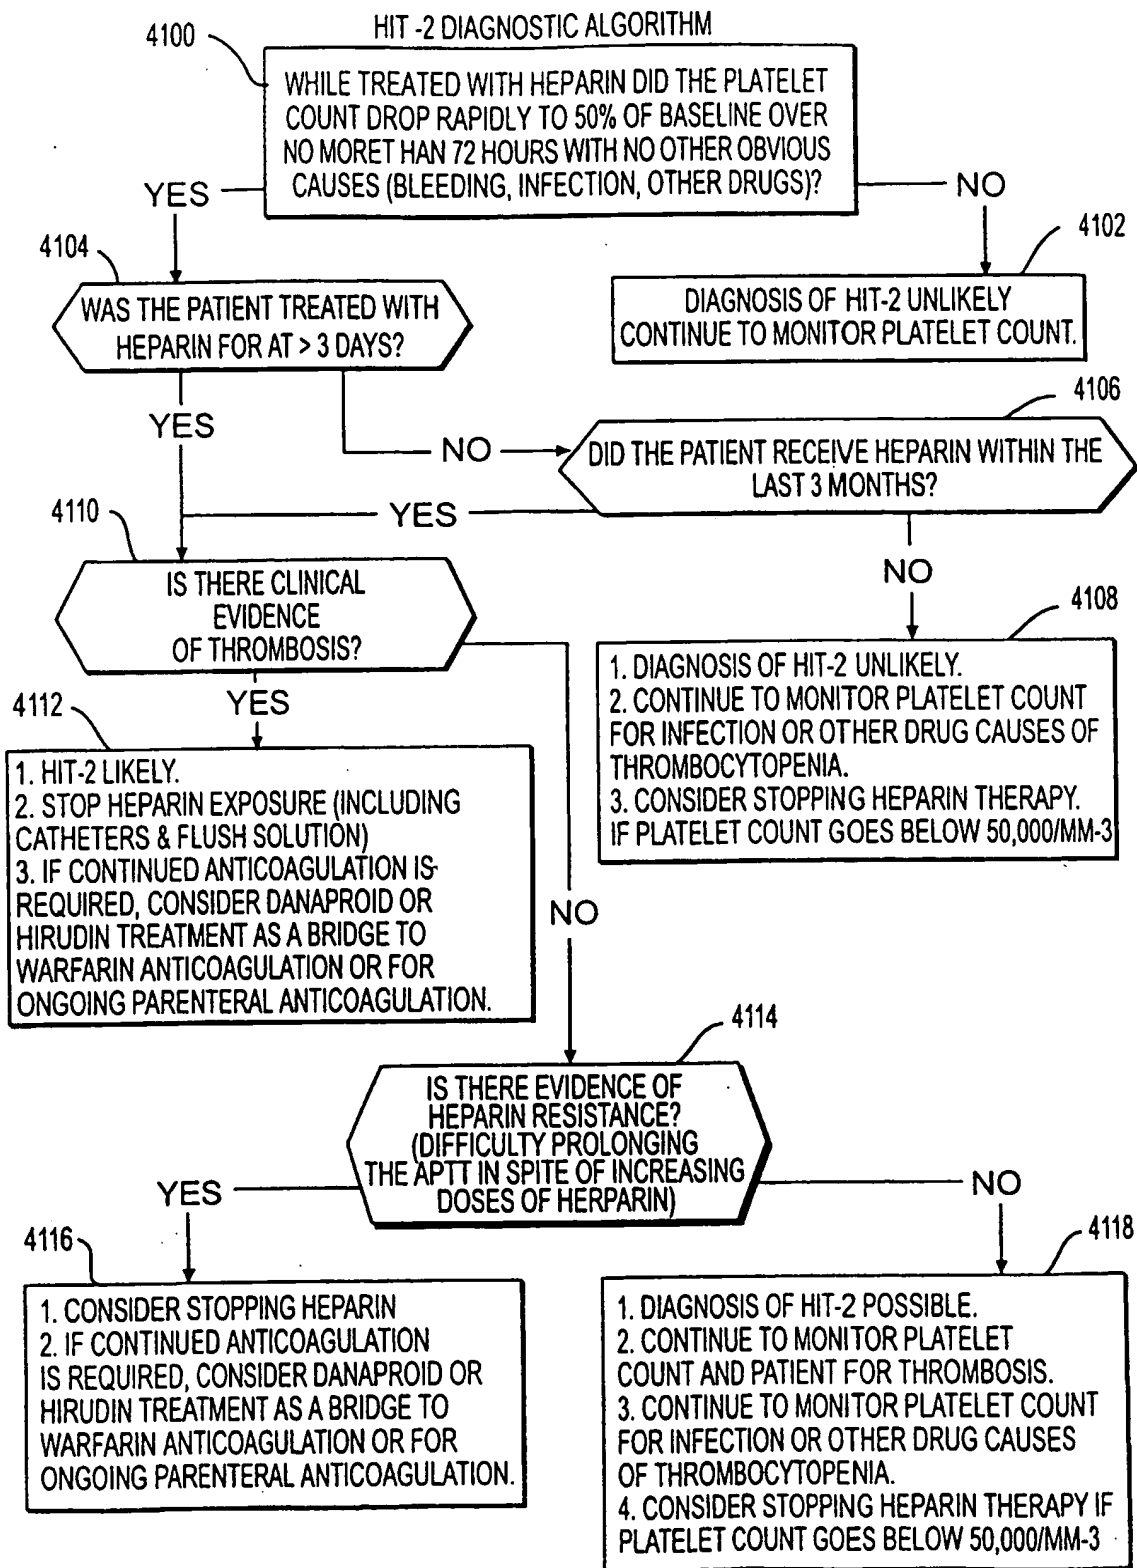 HIT -2 DIAGNOSTIC ALGORITHM
4100
WHILE TREATED WITH HEPARIN DID THE PLATELET
COUNT DROP RAPIDLY TO 50% OF BASELINE OVER
NO MORET HAN 72 HOURS WITH NO OTHER OBVIOUS
CAUSES (BLEEDING, INFECTION, OTHER DRUGS)?
YES
NO
4104
WAS THE PATIENT TREATED WITH
HEPARIN FOR AT > 3 DAYS?
4102
DIAGNOSIS OF HIT-2 UNLIKELY
CONTINUE TO MONITOR PLATELET COUNT.
YES
NO
4106
DID THE PATIENT RECEIVE HEPARIN WITHIN THE
LAST 3 MONTHS?
YES
NO
4110
IS THERE CLINICAL
EVIDENCE
OF THROMBOSIS?
4108
1. DIAGNOSIS OF HIT-2 UNLIKELY.
2. CONTINUE TO MONITOR PLATELET COUNT
FOR INFECTION OR OTHER DRUG CAUSES OF
THROMBOCYTOPENIA.
3. CONSIDER STOPPING HEPARIN THERAPY.
IF PLATELET COUNT GOES BELOW 50,000/MM-3
YES
NO
4112
1. HIT-2 LIKELY.
2. STOP HEPARIN EXPOSURE (INCLUDING
CATHETERS & FLUSH SOLUTION)
3. IF CONTINUED ANTICOAGULATION IS
REQUIRED, CONSIDER DANAPROID OR
HIRUDIN TREATMENT AS A BRIDGE TO
WARFARIN ANTICOAGULATION OR FOR
ONGOING PARENTERAL ANTICOAGULATION.
4114
IS THERE EVIDENCE OF
HEPARIN RESISTANCE?
(DIFFICULTY PROLONGING
THE APTT IN SPITE OF INCREASING
DOSES OF HERPARIN)
YES
NO
4116
1. CONSIDER STOPPING HEPARIN
2. IF CONTINUED ANTICOAGULATION
IS REQUIRED, CONSIDER DANAPROID OR
HIRUDIN TREATMENT AS A BRIDGE TO
WARFARIN ANTICOAGULATION OR FOR
ONGOING PARENTERAL ANTICOAGULATION.
4118
1. DIAGNOSIS OF HIT-2 POSSIBLE.
2. CONTINUE TO MONITOR PLATELET
COUNT AND PATIENT FOR THROMBOSIS.
3. CONTINUE TO MONITOR PLATELET COUNT
FOR INFECTION OR OTHER DRUG CAUSES
OF THROMBOCYTOPENIA.
4. CONSIDER STOPPING HEPARIN THERAPY IF
PLATELET COUNT GOES BELOW 50,000/MM-3